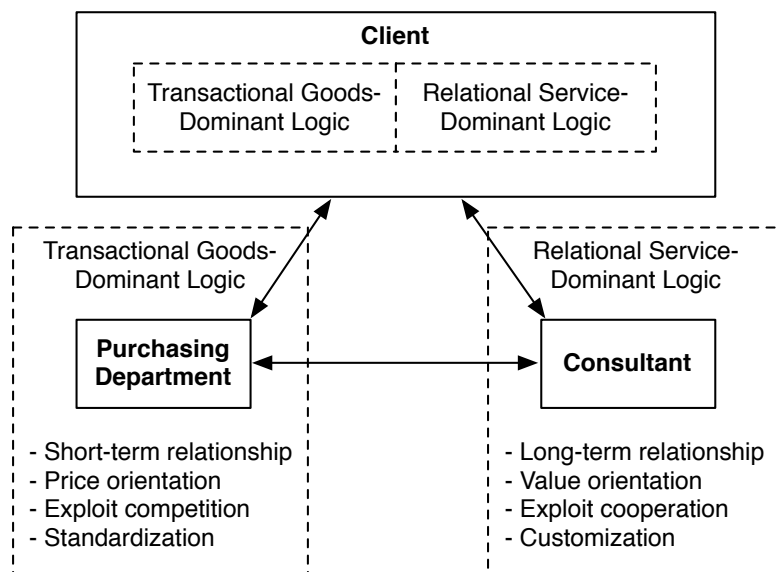 Client
Transactional Goods-
Dominant Logic
Relational Service-
Dominant Logic
Transactional Goods-
Dominant Logic
Purchasing
Department
- Short-term relationship
- Price orientation
- Exploit competition
- Standardization
Relational Service-
Dominant Logic
Consultant
- Long-term relationship
- Value orientation
- Exploit cooperation
- Customization